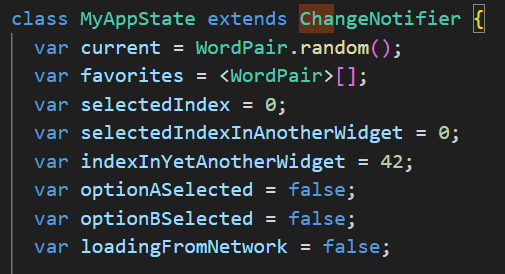 class MyAppState extends ChangeNotifier {
  var current = WordPair.random();
  var favorites = <WordPair>[];
  var selectedIndex = 0;
  var selectedIndexInAnotherWidget = 0;
  var indexInYetAnotherWidget = 42;
  var optionASelected = false;
  var optionBSelected = false;
  var loadingFromNetwork = false;